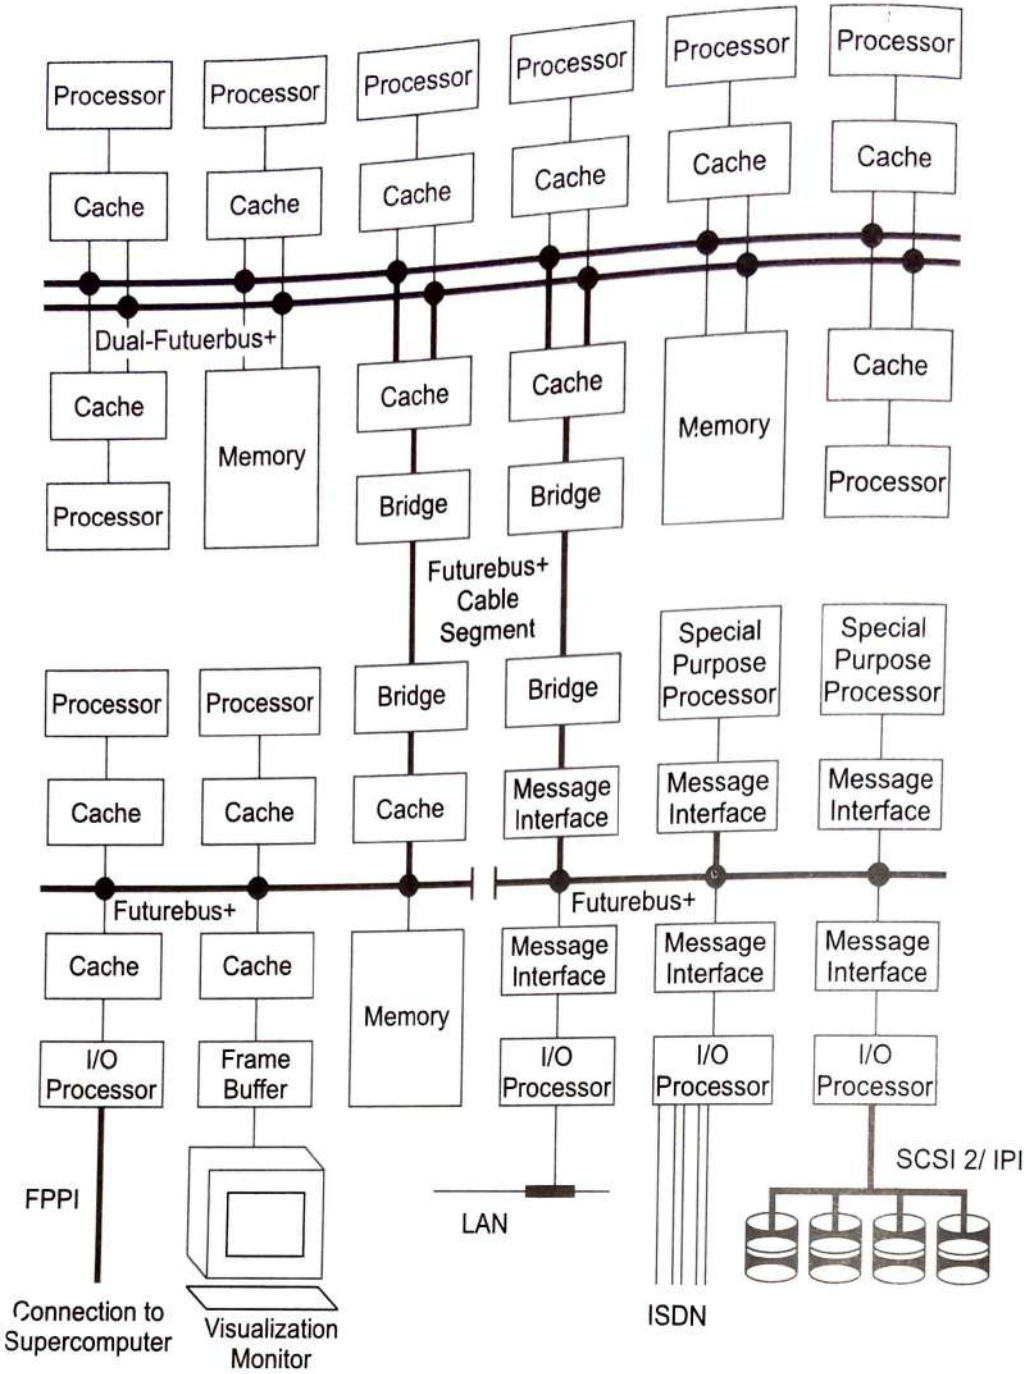 Processor
Processor
Processor
Processor
Processor
Processor
Cache
Cache
Cache
Cache
Cache
Cache
Dual-Futuerbus+
Cache
Memory
Cache
Cache
Memory
Cache
Processor
Bridge
Bridge
Processor
Futurebus+
Cable
Segment
Processor
Processor
Bridge
Bridge
Special
Purpose
Processor
Special
Purpose
Processor
Cache
Cache
Cache
Message
Interface
Message
Interface
Message
Interface
Futurebus+
Futurebus+
Cache
Cache
Memory
Message
Interface
Message
Interface
Message
Interface
I/O
Processor
Frame
Buffer
I/O
Processor
I/O
Processor
I/O
Processor
FPPI
LAN
SCSI 2/ IPI
Connection to
Supercomputer
Visualization
Monitor
ISDN